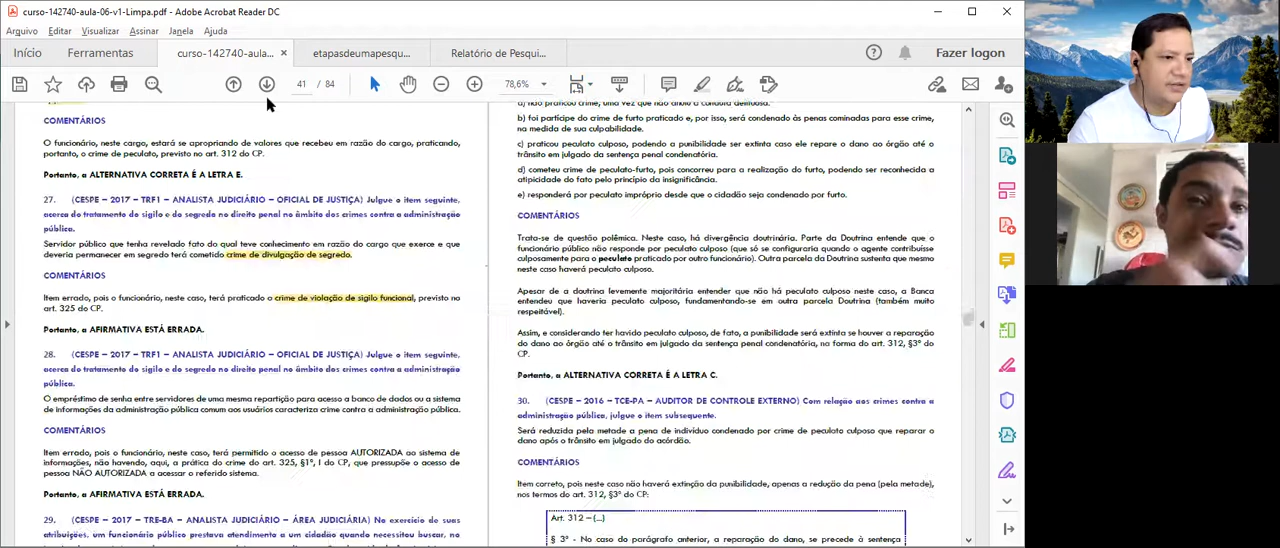 curso-142740-aula-06-v1-Limpa.pdf - Adobe Acrobat Reader DC
Arquivo Editar Visualizar Assinar Janela Ajuda
Início Ferramentas curso-142740-aula... × etapasdeumapesqu... Relatório de Pesqui... Fazer logon
41 / 84 78,6%
COMENTÁRIOS
O funcionário, neste cargo, estará se apropriando de valores que recebeu em razão do cargo, praticando,
portanto, o crime de peculato, previsto no art. 312 do CP.
Portanto, a ALTERNATIVA CORRETA É A LETRA E.
27. (CESPE – 2017 – TRF1 – ANALISTA JUDICIÁRIO – OFICIAL DE JUSTIÇA) Julgue o item seguinte,
acerca do tratamento do sigilo e do segredo no direito penal no âmbito dos crimes contra a administração
pública.
Servidor público que tenha revelado fato do qual teve conhecimento em razão do cargo que exerce e que
deveria permanecer em segredo terá cometido crime de divulgação de segredo.
COMENTÁRIOS
Item errado, pois o funcionário, neste caso, terá praticado o crime de violação de sigilo funcional, previsto no
art. 325 do CP.
Portanto, a AFIRMATIVA ESTÁ ERRADA.
28. (CESPE – 2017 – TRF1 – ANALISTA JUDICIÁRIO – OFICIAL DE JUSTIÇA) Julgue o item seguinte,
acerca do tratamento do sigilo e do segredo no direito penal no âmbito dos crimes contra a administração
pública.
O empréstimo de senha entre servidores de uma mesma repartição para acesso a banco de dados ou a sistema
de informações da administração pública comum aos usuários caracteriza crime contra a administração pública.
COMENTÁRIOS
Item errado, pois o funcionário, neste caso, terá permitido o acesso de pessoa AUTORIZADA ao sistema de
informações, não havendo, aqui, a prática do crime do art. 325, §1º, I do CP, que pressupõe o acesso de
pessoa NÃO AUTORIZADA a acessar o referido sistema.
Portanto, a AFIRMATIVA ESTÁ ERRADA.
29. (CESPE – 2017 – TRE-BA – ANALISTA JUDICIÁRIO – ÁREA JUDICIÁRIA) No exercício de suas
atribuições, um funcionário público prestava atendimento a um cidadão quando necessitou buscar, no
a) não praticou crime, uma vez que não anuiu à conduta delituosa.
b) foi partícipe do crime de furto praticado e, por isso, será condenado às penas cominadas para esse crime,
na medida de sua culpabilidade.
c) praticou peculato culposo, podendo a punibilidade ser extinta caso ele repare o dano ao órgão até o
trânsito em julgado da sentença penal condenatória.
d) cometeu crime de peculato-furto, pois concorreu para a realização do furto, podendo ser reconhecida a
atipicidade do fato pelo princípio da insignificância.
e) responderá por peculato impróprio desde que o cidadão seja condenado por furto.
COMENTÁRIOS
Trata-se de questão polêmica. Neste caso, há divergência doutrinária. Parte da Doutrina entende que o
funcionário público não responde por peculato culposo (que só se configuraria quando o agente contribuísse
culposamente para o peculato praticado por outro funcionário). Outra parcela da Doutrina sustenta que mesmo
neste caso haverá peculato culposo.
Apesar de a doutrina levemente majoritária entender que não há peculato culposo neste caso, a Banca
entendeu que haveria peculato culposo, fundamentando-se em outra parcela Doutrina (também muito
respeitável).
Assim, e considerando ter havido peculato culposo, de fato, a punibilidade será extinta se houver a reparação
do dano ao órgão até o trânsito em julgado da sentença penal condenatória, na forma do art. 312, §3º do
CP.
Portanto, a ALTERNATIVA CORRETA É A LETRA C.
30. (CESPE – 2016 – TCE-PA – AUDITOR DE CONTROLE EXTERNO) Com relação aos crimes contra a
administração pública, julgue o item subsequente.
Será reduzida pela metade a pena de indivíduo condenado por crime de peculato culposo que reparar o
dano após o trânsito em julgado do acórdão.
COMENTÁRIOS
Item correto, pois neste caso não haverá extinção da punibilidade, apenas a redução da pena (pela metade),
nos termos do art. 312, §3º do CP:
Art. 312 – (...)
§ 3º - No caso do parágrafo anterior, a reparação do dano, se precede à sentença